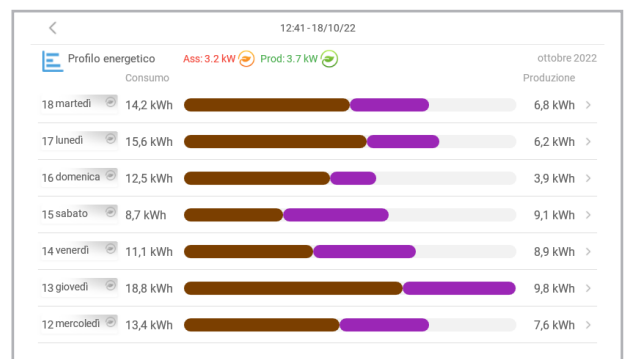 12:41 - 18/10/22
Profilo energetico Ass: 3.2 kW Prod: 3.7 kW ottobre 2022
Consumo Produzione
18 martedì 14,2 kWh 6,8 kWh
17 lunedì 15,6 kWh 6,2 kWh
16 domenica 12,5 kWh 3,9 kWh
15 sabato 8,7 kWh 9,1 kWh
14 venerdì 11,1 kWh 8,9 kWh
13 giovedì 18,8 kWh 9,8 kWh
12 mercoledì 13,4 kWh 7,6 kWh